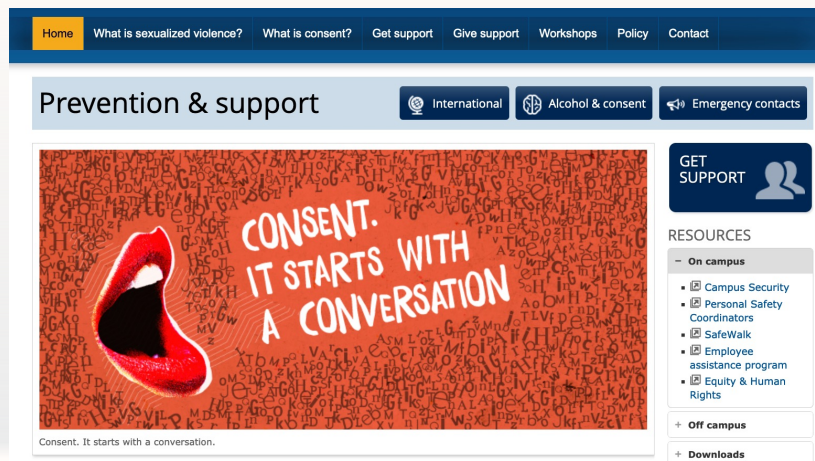 Home What is sexualized violence? What is consent? Get support Give support Workshops Policy Contact
Prevention & support
International Alcohol & consent Emergency contacts
CONSENT.
IT STARTS WITH
A CONVERSATION
Consent. It starts with a conversation.
GET
SUPPORT
RESOURCES
− On campus
Campus Security
Personal Safety
Coordinators
SafeWalk
Employee
assistance program
Equity & Human
Rights
+ Off campus
+ Downloads